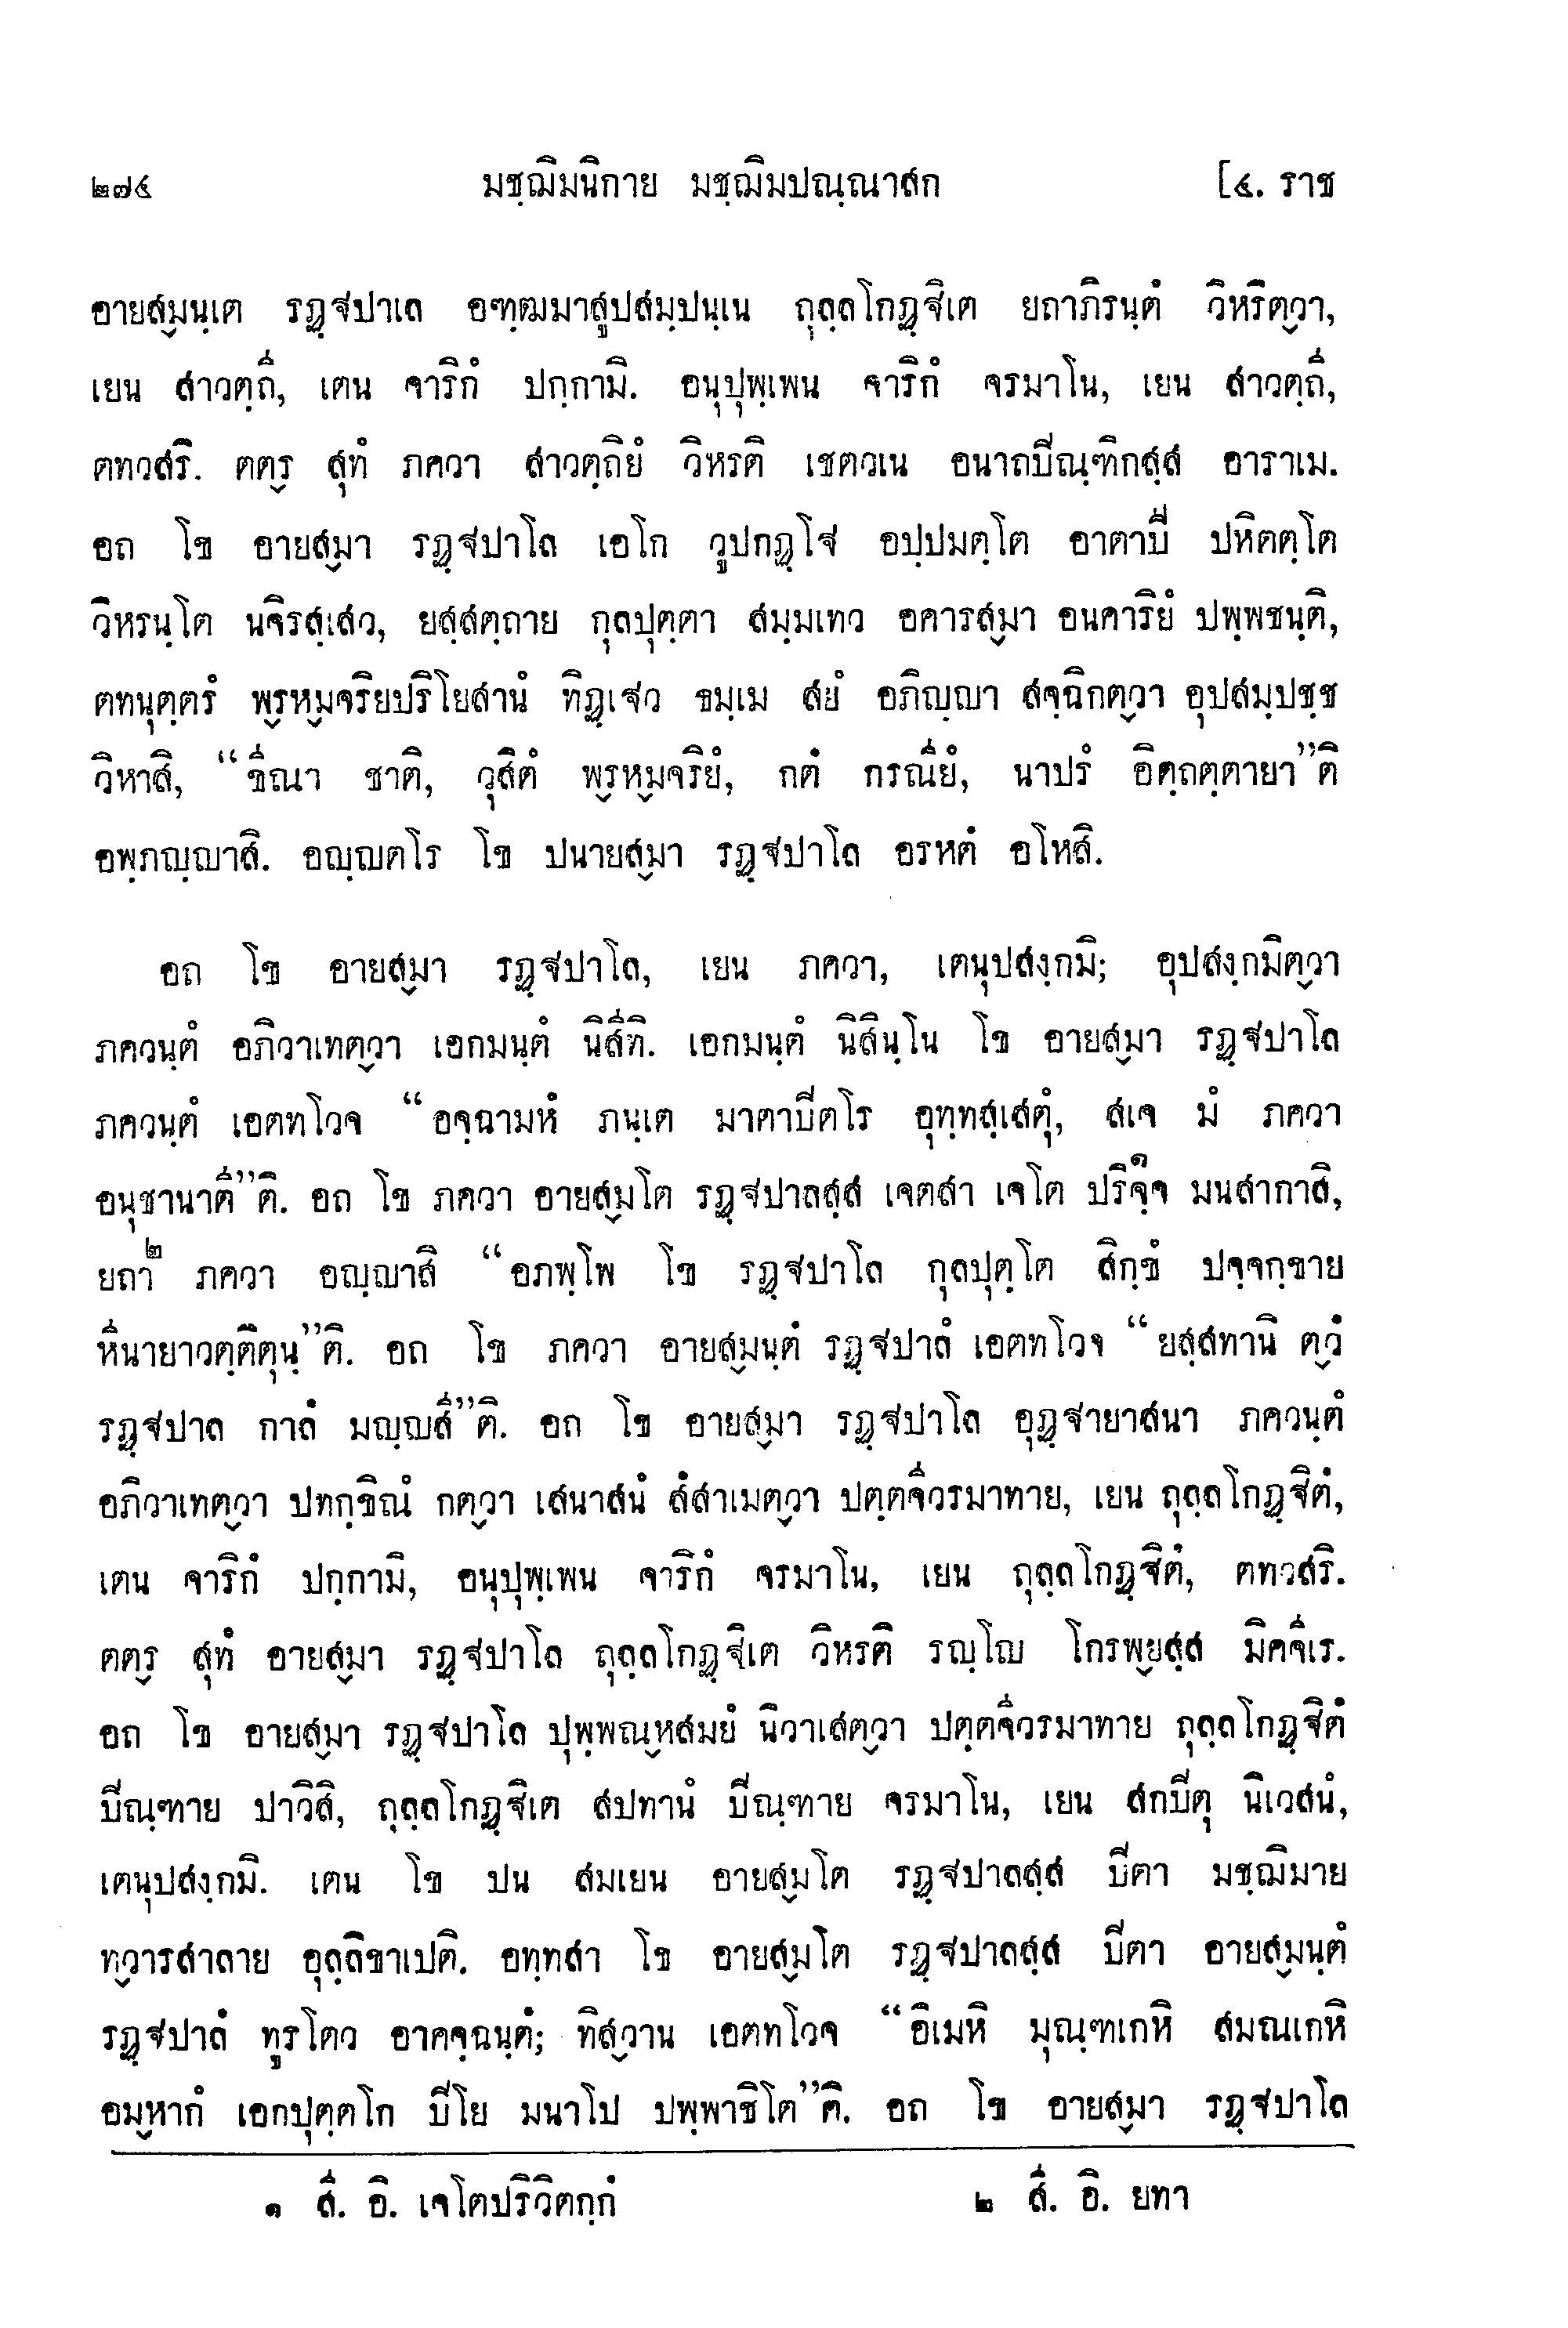 ๒๗๔ มชฺฌิมนิกาย มชฺฌิมปณฺณาสก [๔. ราช
อายสฺมนฺเต รฏฺฐปาเล อฑฺฒมาสูปสมฺปนฺเน ถุลฺลโกฏฺฐิเต ยถาภิรนฺตํ วิหริตฺวา,
เยน สาวตฺถี, เตน จาริกํ ปกฺกามิ. อนุปุพฺเพน จาริกํ จรมาโน, เยน สาวตฺถี,
ตทวสริ. ตตฺร สุทํ ภควา สาวตฺถิยํ วิหรติ เชตวเน อนาถปิณฺฑิกสฺส อาราเม.
อถ โข อายสฺมา รฏฺฐปาโล เอโก วูปกฏฺโฐ อปฺปมตฺโต อาตาปี ปหิตตฺโต
วิหรนฺโต นจิรสฺเสว, ยสฺสตฺถาย กุลปุตฺตา สมฺมเทว อคารสฺมา อนคาริยํ ปพฺพชนฺติ,
ตทนุตฺตรํ พฺรหฺมจริยปริโยสานํ ทิฏฺเฐว ธมฺเม สยํ อภิญฺญา สจฺฉิกตฺวา อุปสมฺปชฺช
วิหาสิ, “ขีณา ชาติ, วุสิตํ พฺรหฺมจริยํ, กตํ กรณียํ, นาปรํ อิตฺถตฺตายา”ติ
อพฺภญฺญาสิ. อญฺญตโร โข ปนายสฺมา รฏฺฐปาโล อรหตํ อโหสิ.
อถ โข อายสฺมา รฏฺฐปาโล, เยน ภควา, เตนุปสงฺกมิ; อุปสงฺกมิตฺวา
ภควนฺตํ อภิวาเทตฺวา เอกมนฺตํ นิสีทิ. เอกมนฺตํ นิสินฺโน โข อายสฺมา รฏฺฐปาโล
ภควนฺตํ เอตทโวจ “อิจฺฉามหํ ภนฺเต มาตาปิตโร อุทฺทสฺเสตุํ, สเจ มํ ภควา
อนุชานาตี”ติ. อถ โข ภควา อายสฺมโต รฏฺฐปาลสฺส เจตสา เจโต ปริจฺจ๑ มนสากาสิ,
ยถา๒ ภควา อญฺญาสิ “อภพฺโพ โข รฏฺฐปาโล กุลปุตฺโต สิกฺขํ ปจฺจกฺขาย
หีนายาวตฺติตุนฺ”ติ. อถ โข ภควา อายสฺมนฺตํ รฏฺฐปาลํ เอตทโวจ “ยสฺสทานิ ตฺวํ
รฏฺฐปาล กาลํ มญฺญสี”ติ. อถ โข อายสฺมา รฏฺฐปาโล อุฏฺฐายาสนา ภควนฺตํ
อภิวาเทตฺวา ปทกฺขิณํ กตฺวา เสนาสนํ สํสาเมตฺวา ปตฺตจีวรมาทาย, เยน ถุลฺลโกฏฺฐิตํ,
เตน จาริกํ ปกฺกามิ, อนุปุพฺเพน จาริกํ จรมาโน, เยน ถุลฺลโกฏฺฐิตํ, ตทวสริ.
ตตฺร สุทํ อายสฺมา รฏฺฐปาโล ถุลฺลโกฏฺฐิเต วิหรติ รญฺโญ โกรพฺยสฺส มิคจีเร.
อถ โข อายสฺมา รฏฺฐปาโล ปุพฺพณฺหสมยํ นิวาเสตฺวา ปตฺตจีวรมาทาย ถุลฺลโกฏฺฐิตํ
ปิณฺฑาย ปาวิสิ, ถุลฺลโกฏฺฐิเต สปทานํ ปิณฺฑาย จรมาโน, เยน สกปิตุ นิเวสนํ,
เตนุปสงฺกมิ. เตน โข ปน สมเยน อายสฺมโต รฏฺฐปาลสฺส ปิตา มชฺฌิมาย
ทฺวารสาลาย อุลฺลิขาเปติ. อทฺทสา โข อายสฺมโต รฏฺฐปาลสฺส ปิตา อายสฺมนฺตํ
รฏฺฐปาลํ ทูรโตว อาคจฺฉนฺตํ; ทิสฺวาน เอตทโวจ “อิเมหิ มุณฺฑเกหิ สมณเกหิ
อมฺหากํ เอกปุตฺตโก ปิโย มนาโป ปพฺพาชิโต”ติ. อถ โข อายสฺมา รฏฺฐปาโล
๑ สี. อิ. เจโตปริวิตกฺกํ ๒ สี. อิ. ยทา